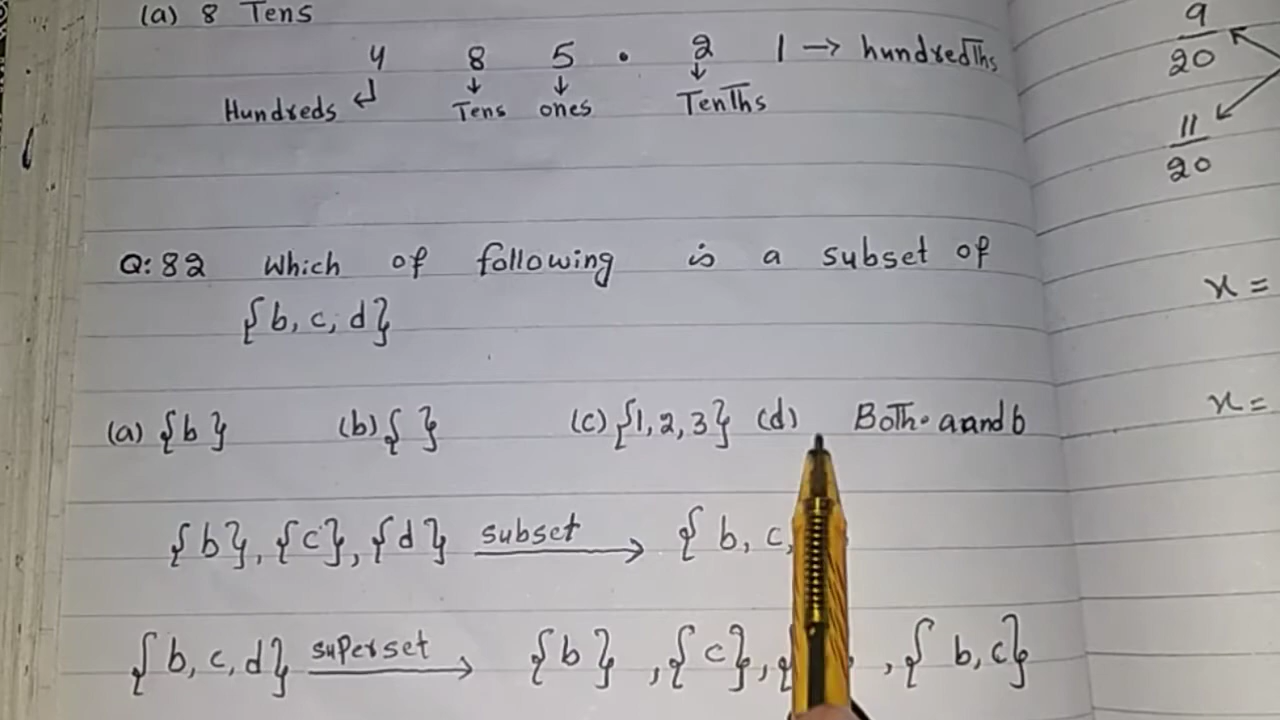 (a) 8 Tens
4 8 5 . 2 1 → hundredths
Hundreds Tens ones Tenths
9/20
11/20
Q:82 Which of following is a subset of
{b, c, d}
x =
(a) {b} (b) { } (c) {1, 2, 3} (d) Both. a and b
x =
{b}, {c}, {d} subset → { b, c,
{b, c, d} superset → {b}, {c}, { , { b, c}